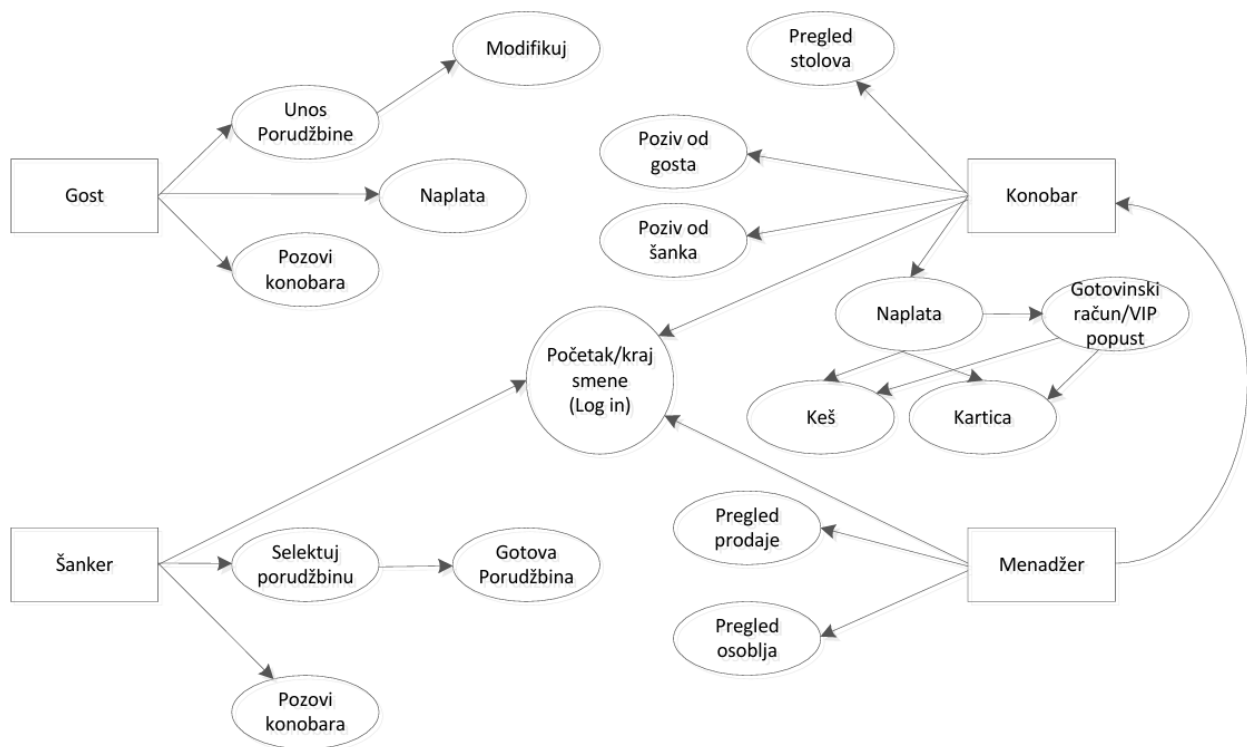 Modifikuj
Pregled
stolova
Unos
Porudžbine
Poziv od
gosta
Gost
Naplata
Konobar
Poziv od
šanka
Pozovi
konobara
Naplata
Gotovinski
račun/VIP
popust
Početak/kraj
smene
(Log in)
Keš
Kartica
Pregled
prodaje
Šanker
Selektuj
porudžbinu
Gotova
Porudžbina
Menadžer
Pregled
osoblja
Pozovi
konobara